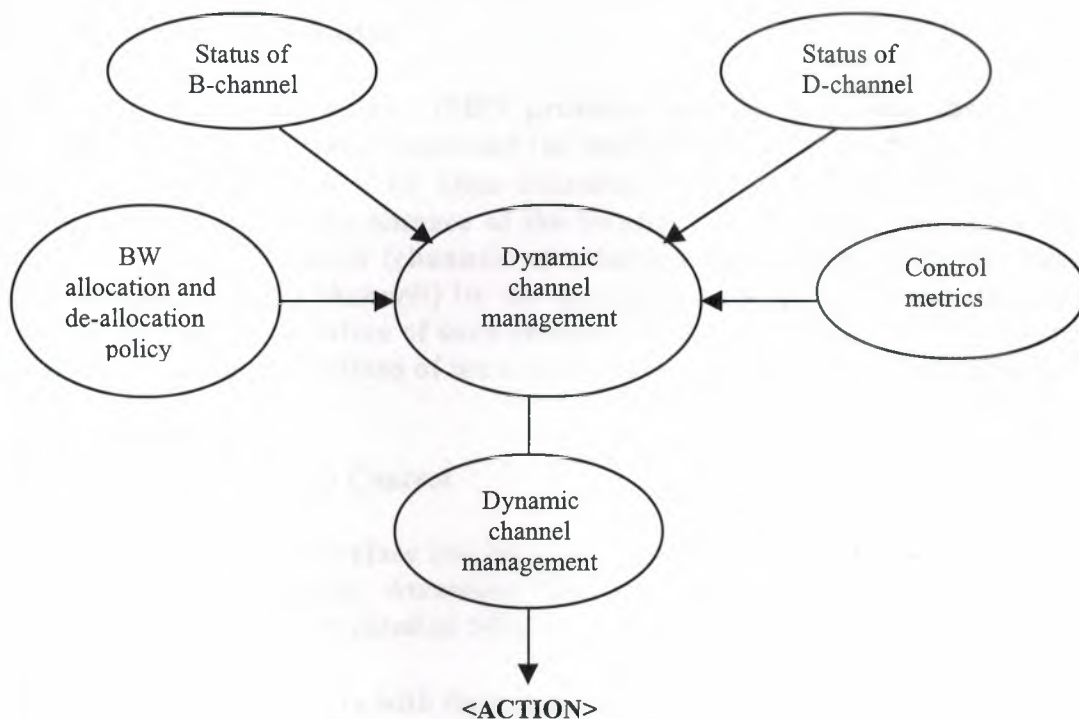 Status of
B-channel
Status of
D-channel
BW
allocation and
de-allocation
policy
Dynamic
channel
management
Control
metrics
Dynamic
channel
management
<ACTION>